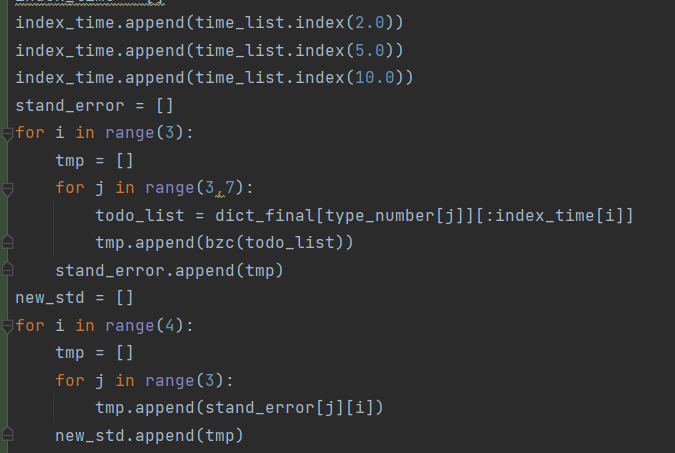 index_time.append(time_list.index(2.0))
index_time.append(time_list.index(5.0))
index_time.append(time_list.index(10.0))
stand_error = []
for i in range(3):
    tmp = []
    for j in range(3,7):
        todo_list = dict_final[type_number[j]][:index_time[i]]
        tmp.append(bzc(todo_list))
    stand_error.append(tmp)
new_std = []
for i in range(4):
    tmp = []
    for j in range(3):
        tmp.append(stand_error[j][i])
    new_std.append(tmp)